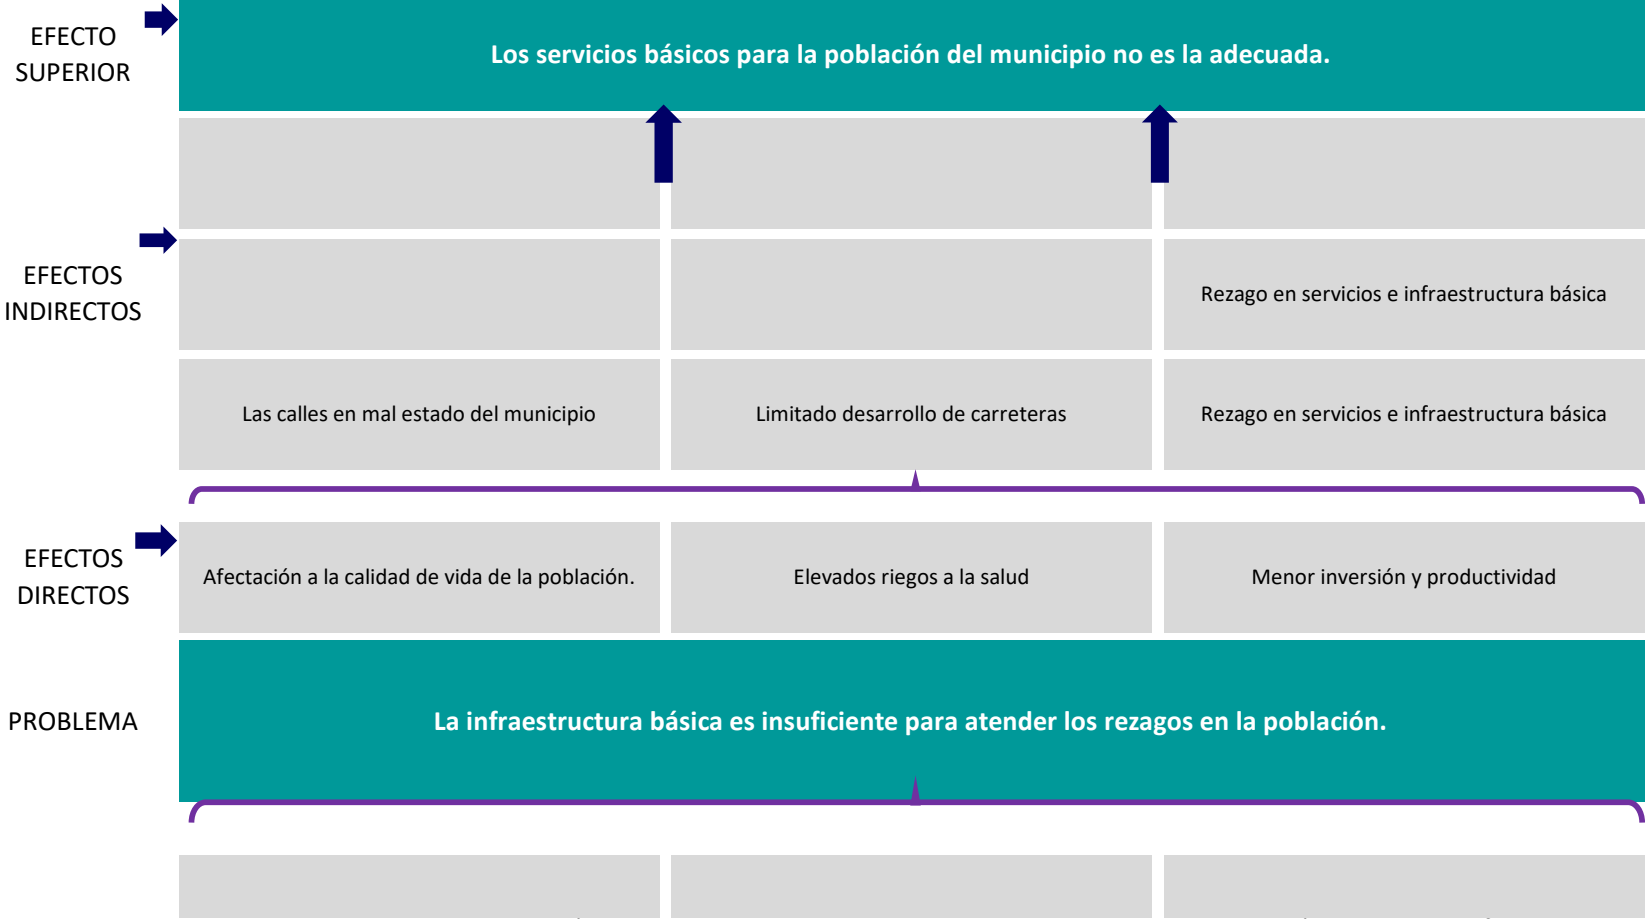 EFECTO
SUPERIOR
Los servicios básicos para la población del municipio no es la adecuada.
EFECTOS
INDIRECTOS
Rezago en servicios e infraestructura básica
Las calles en mal estado del municipio
Limitado desarrollo de carreteras
Rezago en servicios e infraestructura básica
EFECTOS
DIRECTOS
Afectación a la calidad de vida de la población.
Elevados riegos a la salud
Menor inversión y productividad
PROBLEMA
La infraestructura básica es insuficiente para atender los rezagos en la población.